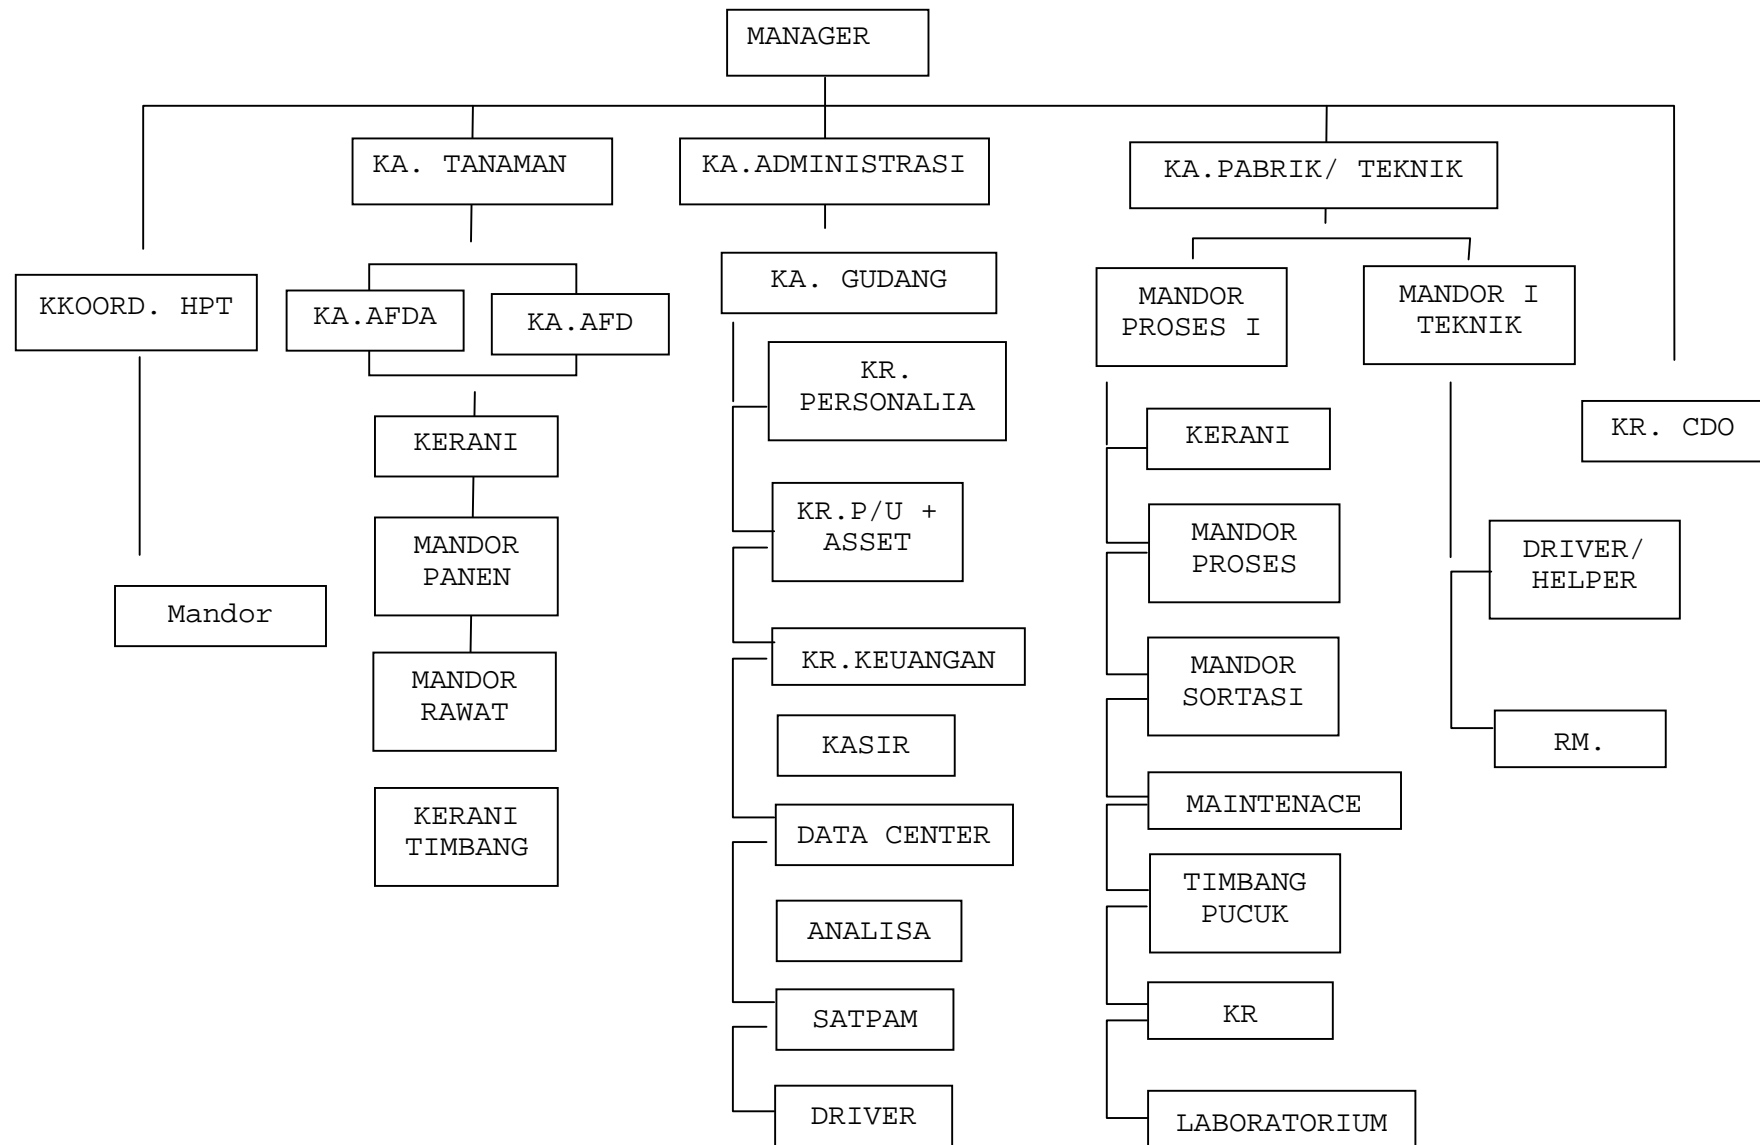 MANAGER
KA. TANAMAN
KA.ADMINISTRASI
KA.PABRIK/ TEKNIK
KKOORD. HPT
KA.AFDA
KA.AFD
KA. GUDANG
MANDOR
PROSES I
MANDOR I
TEKNIK
KR. CDO
Mandor
KERANI
MANDOR
PANEN
MANDOR
RAWAT
KERANI
TIMBANG
KR.
PERSONALIA
KR.P/U +
ASSET
KR.KEUANGAN
KASIR
DATA CENTER
ANALISA
SATPAM
DRIVER
KERANI
MANDOR
PROSES
MANDOR
SORTASI
MAINTENACE
TIMBANG
PUCUK
KR
LABORATORIUM
DRIVER/
HELPER
RM.